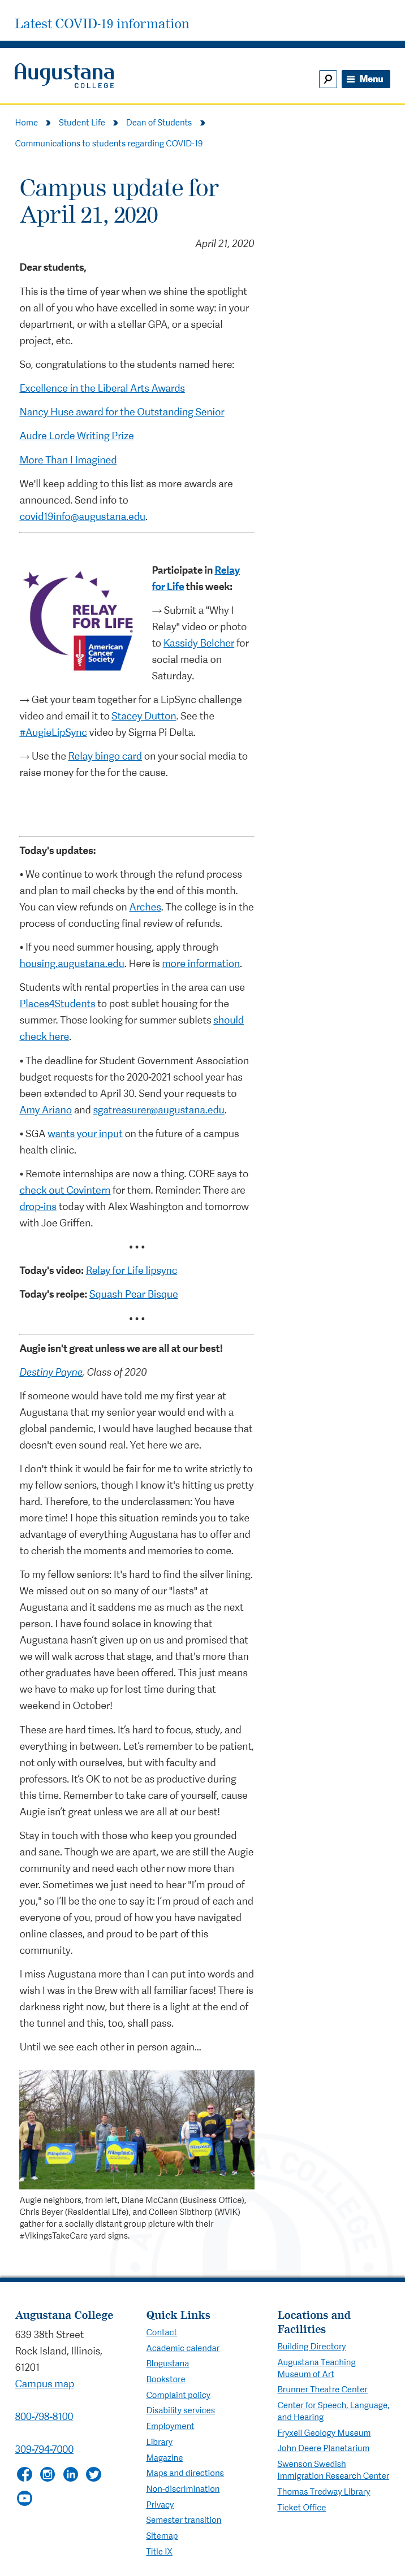 Latest COVID-19 information
Augustana
COLLEGE
Menu
Home
Student Life
Dean of Students
Communications to students regarding COVID-19
Campus update for
April 21, 2020
April 21, 2020
Dear students,
This is the time of year when we shine the spotlight
on all of you who have excelled in some way: in your
department, or with a stellar GPA, or a special
project, etc.
So, congratulations to the students named here:
Excellence in the Liberal Arts Awards
Nancy Huse award for the Outstanding Senior
Audre Lorde Writing Prize
More Than I Imagined
We'll keep adding to this list as more awards are
announced. Send info to
covid19info@augustana.edu.
RELAY
FOR LIFE
American
Cancer
Society
Participate in Relay
for Life this week:
→ Submit a "Why I
Relay" video or photo
to Kassidy Belcher for
social media on
Saturday.
→ Get your team together for a LipSync challenge
video and email it to Stacey Dutton. See the
#AugieLipSync video by Sigma Pi Delta.
→ Use the Relay bingo card on your social media to
raise money for the for the cause.
Today's updates:
• We continue to work through the refund process
and plan to mail checks by the end of this month.
You can view refunds on Arches. The college is in the
process of conducting final review of refunds.
• If you need summer housing, apply through
housing.augustana.edu. Here is more information.
Students with rental properties in the area can use
Places4Students to post sublet housing for the
summer. Those looking for summer sublets should
check here.
• The deadline for Student Government Association
budget requests for the 2020-2021 school year has
been extended to April 30. Send your requests to
Amy Ariano and sgatreasurer@augustana.edu.
• SGA wants your input on the future of a campus
health clinic.
• Remote internships are now a thing. CORE says to
check out Covintern for them. Reminder: There are
drop-ins today with Alex Washington and tomorrow
with Joe Griffen.
• • •
Today's video: Relay for Life lipsync
Today's recipe: Squash Pear Bisque
• • •
Augie isn't great unless we are all at our best!
Destiny Payne, Class of 2020
If someone would have told me my first year at
Augustana that my senior year would end with a
global pandemic, I would have laughed because that
doesn't even sound real. Yet here we are.
I don't think it would be fair for me to write strictly to
my fellow seniors, though I know it's hitting us pretty
hard. Therefore, to the underclassmen: You have
more time! I hope this situation reminds you to take
advantage of everything Augustana has to offer and
to cherish the moments and memories to come.
To my fellow seniors: It's hard to find the silver lining.
We missed out on so many of our "lasts" at
Augustana and it saddens me as much as the next
person. I have found solace in knowing that
Augustana hasn't given up on us and promised that
we will walk across that stage, and that's more than
other graduates have been offered. This just means
we have to make up for lost time during that
weekend in October!
These are hard times. It's hard to focus, study, and
everything in between. Let's remember to be patient,
not only with ourselves, but with faculty and
professors. It's OK to not be as productive during
this time. Remember to take care of yourself, cause
Augie isn't great unless we are all at our best!
Stay in touch with those who keep you grounded
and sane. Though we are apart, we are still the Augie
community and need each other now more than
ever. Sometimes we just need to hear "I'm proud of
you," so I'll be the one to say it: I'm proud of each and
everyone of you, proud of how you have navigated
online classes, and proud to be part of this
community.
I miss Augustana more than I can put into words and
wish I was in the Brew with all familiar faces! There is
darkness over us right now, but there is a light at the end of
the tunnel and this, too, shall pass.
Until we see each other in person again...
Augie neighbors, from left, Diane McCann (Business Office),
Chris Beyer (Residential Life), and Colleen Sibthorp (WVIK)
gather for a socially distant group picture with their
#VikingsTakeCare yard signs.
Augustana College
639 38th Street
Rock Island, Illinois,
61201
Campus map
800-798-8100
309-794-7000
Quick Links
Contact
Academic calendar
Blogustana
Bookstore
Complaint policy
Disability services
Employment
Library
Magazine
Maps and directions
Non-discrimination
Privacy
Semester transition
Sitemap
Title IX
Locations and
Facilities
Building Directory
Augustana Teaching
Museum of Art
Brunner Theatre Center
Center for Speech, Language,
and Hearing
Fryxell Geology Museum
John Deere Planetarium
Swenson Swedish
Immigration Research Center
Thomas Tredway Library
Ticket Office